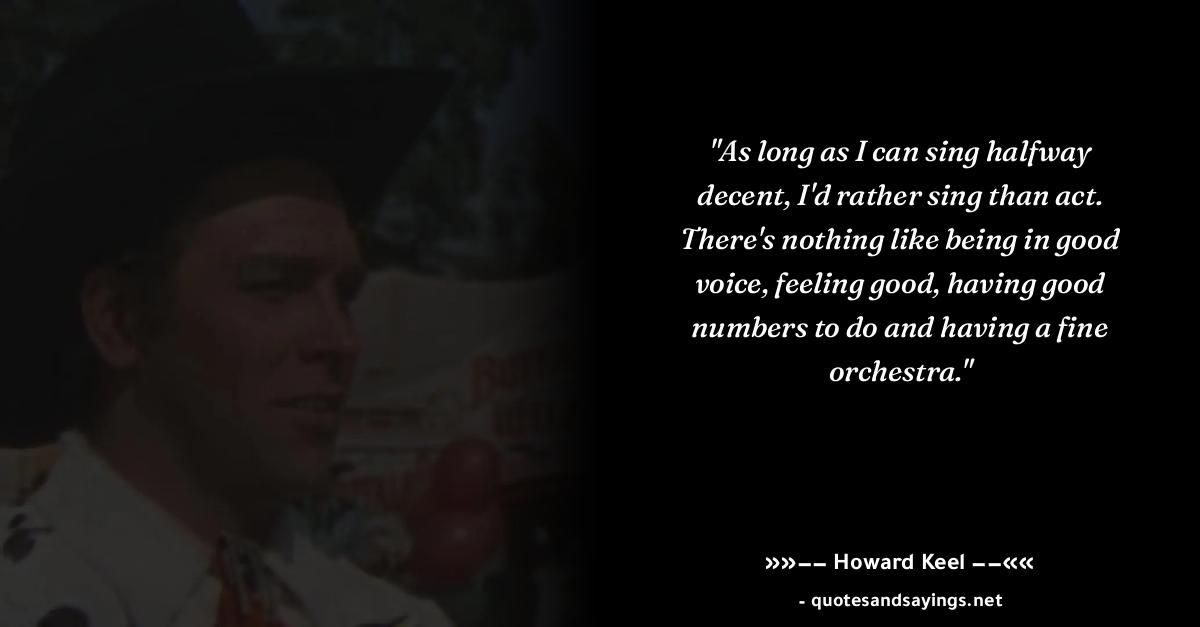 "As long as I can sing halfway
decent, I'd rather sing than act.
There's nothing like being in good
voice, feeling good, having good
numbers to do and having a fine
orchestra."
»»–– Howard Keel ––««
- quotesandsayings.net